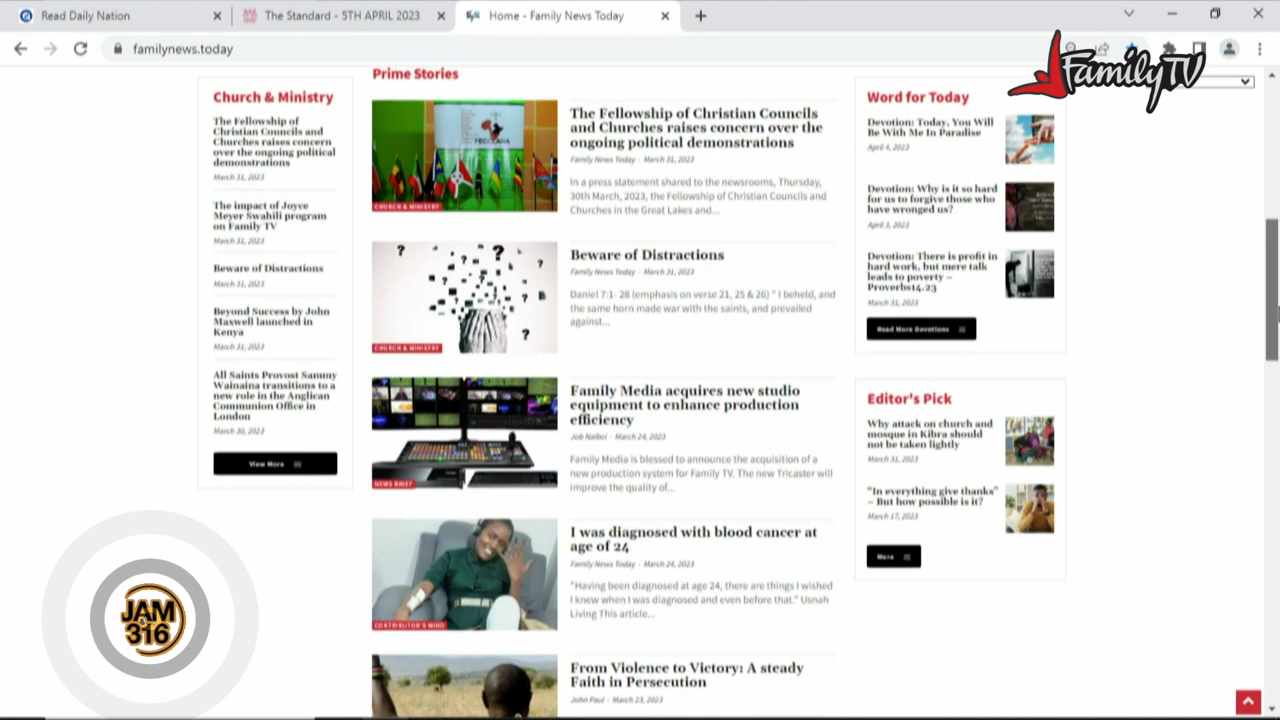 Read Daily Nation
The Standard - 5TH APRIL 2023
Home - Family News Today
familynews.today
FamilyTV
Church & Ministry
The Fellowship of
Christian Councils and
Churches raises concern
over the ongoing political
demonstrations
March 31, 2023
The impact of Joyce
Meyer Swahili program
on Family TV
March 31, 2023
Beware of Distractions
March 31, 2023
Beyond Success by John
Maxwell launched in
Kenya
March 31, 2023
All Saints Provost Sammy
Wainaina transitions to a
new role in the Anglican
Communion Office in
London
March 30, 2023
View More
JAM
316
Prime Stories
CHURCH & MINISTRY
The Fellowship of Christian Councils
and Churches raises concern over the
ongoing political demonstrations
Family News Today - March 31, 2023
In a press statement shared to the newsrooms, Thursday,
30th March, 2023, the Fellowship of Christian Councils and
Churches in the Great Lakes and...
CHURCH & MINISTRY
Beware of Distractions
Family News Today - March 31, 2023
Daniel 7:1- 28 (emphasis on verse 21, 25 & 26) " I beheld, and
the same horn made war with the saints, and prevailed
against...
NEWS BRIEF
Family Media acquires new studio
equipment to enhance production
efficiency
Job Naibei - March 24, 2023
Family Media is blessed to announce the acquisition of a
new production system for Family TV. The new Tricaster will
improve the quality of...
CONTRIBUTOR'S MIND
I was diagnosed with blood cancer at
age of 24
Family News Today - March 24, 2023
"Having been diagnosed at age 24, there are things I wished
I knew when I was diagnosed and even before that." Usnah
Living This article...
From Violence to Victory: A steady
Faith in Persecution
John Paul - March 23, 2023
Word for Today
Devotion: Today, You Will
Be With Me In Paradise
April 4, 2023
Devotion: Why is it so hard
for us to forgive those who
have wronged us?
April 3, 2023
Devotion: There is profit in
hard work, but mere talk
leads to poverty –
Proverbs14.23
March 31, 2023
Read More Devotions
Editor's Pick
Why attack on church and
mosque in Kibra should
not be taken lightly
March 31, 2023
"In everything give thanks"
– But how possible is it?
March 17, 2023
More